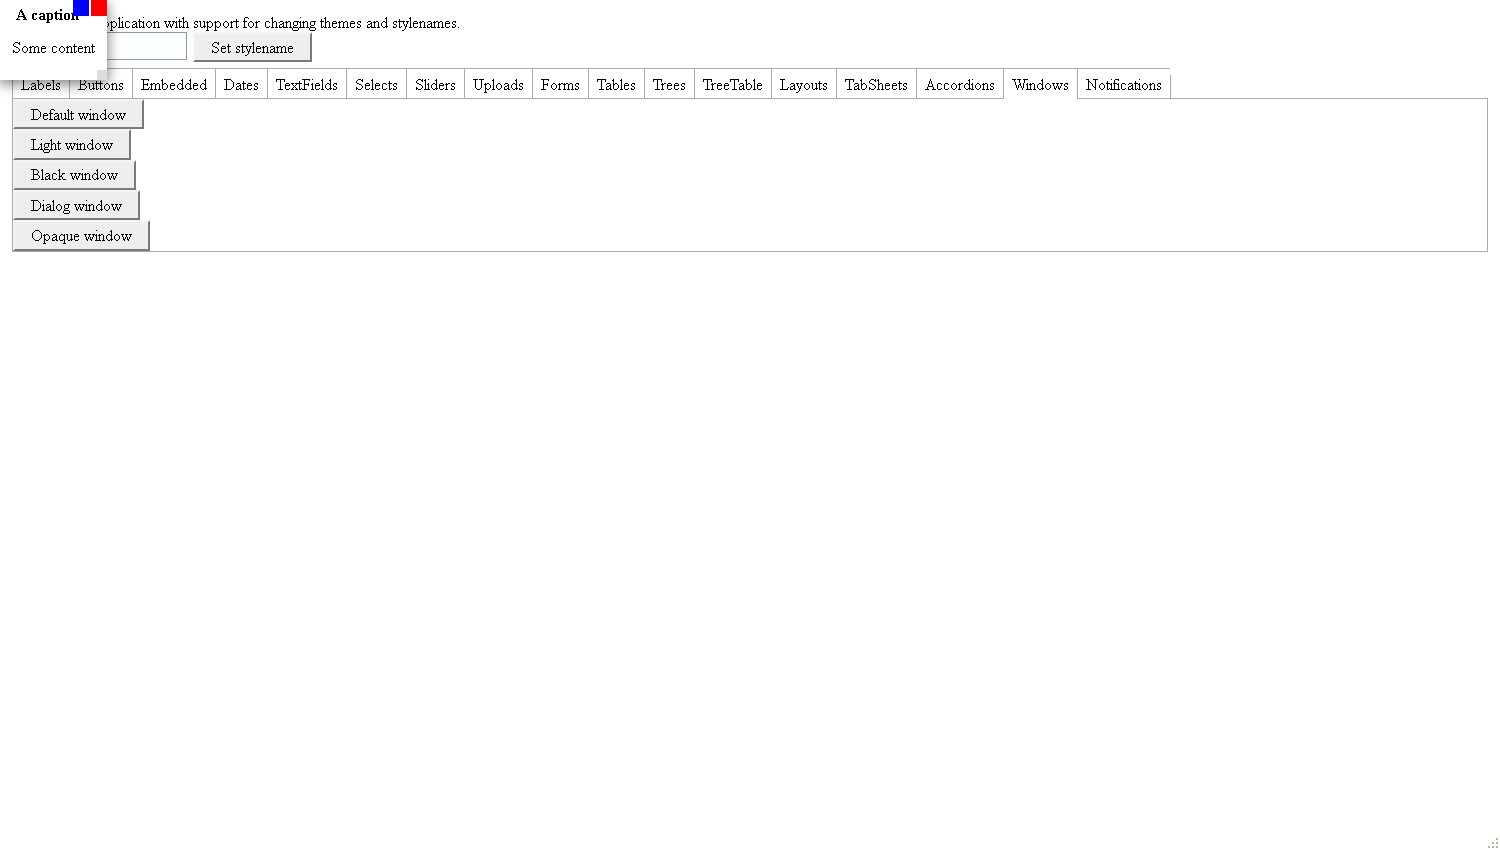 A caption
plication with support for changing themes and stylenames.
Some content
Set stylename
Labels Buttons Embedded Dates TextFields Selects Sliders Uploads Forms Tables Trees TreeTable Layouts TabSheets Accordions Windows Notifications
Default window
Light window
Black window
Dialog window
Opaque window